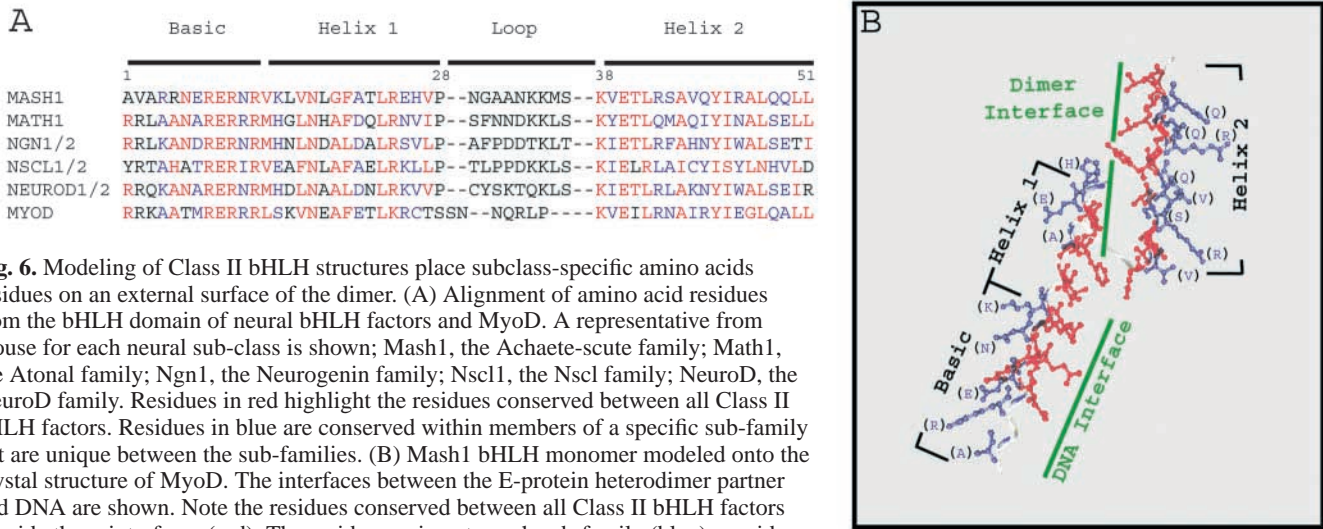 A
Basic Helix 1 Loop Helix 2
1 28 38 51
MASH1 AVARRNERERNRVKLVNLGFATLREHVP--NGAANKKMS--KVETLRSAVQYIRALQQLL
MATH1 RRLAANARERRRMHGLNHAFDQLRNVIP--SFNNDKKLS--KYETLQMAQIYINALSELL
NGN1/2 RRLKANDRERNRMHNLNDALDALRSVLP--AFPDDTKLT--KIETLRFAHNYIWALSETI
NSCL1/2 YRTAHATRERIRVEAFNLAFAELRKLLP--TLPPDKKLS--KIELRLAICYISYLNHVLD
NEUROD1/2 RRQKANARERNRMHDLNAALDNLRKVVP--CYSKTQKLS--KIETLRLAKNYIWALSEIR
MYOD RRKAATMRERRRLSKVNEAFETLKRCTSSN--NQRLP----KVEILRNAIRYIEGLQALL
ig. 6. Modeling of Class II bHLH structures place subclass-specific amino acids
sidues on an external surface of the dimer. (A) Alignment of amino acid residues
om the bHLH domain of neural bHLH factors and MyoD. A representative from
ouse for each neural sub-class is shown; Mash1, the Achaete-scute family; Math1,
e Atonal family; Ngn1, the Neurogenin family; Nscl1, the Nscl family; NeuroD, the
euroD family. Residues in red highlight the residues conserved between all Class II
HLH factors. Residues in blue are conserved within members of a specific sub-family
t are unique between the sub-families. (B) Mash1 bHLH monomer modeled onto the
ystal structure of MyoD. The interfaces between the E-protein heterodimer partner
d DNA are shown. Note the residues conserved between all Class II bHLH factors
B
Dimer
Interface
(Q)
(Q) (R)
Helix 2
(H)
Helix 1
(E)
(Q)
(V)
(A)
(S)
(R)
(V)
(K)
Basic
(N)
(E)
(R)
(A)
DNA Interface